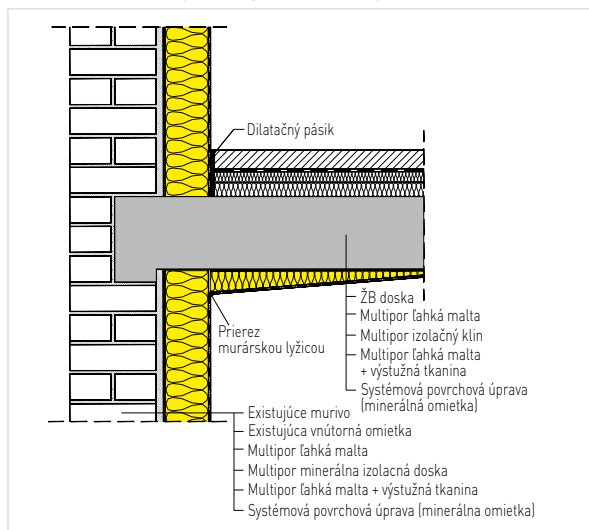 Dilatačný pásik
ŽB doska
Multipor ľahká malta
Multipor izolačný klin
Multipor ľahká malta
+ výstužná tkanina
Systémová povrchová úprava
(minerálna omietka)
Prierez
murárskou lyžicou
Existujúce murivo
Existujúca vnútorná omietka
Multipor ľahká malta
Multipor minerálna izolacná doska
Multipor ľahká malta + výstužná tkanina
Systémová povrchová úprava (minerálna omietka)